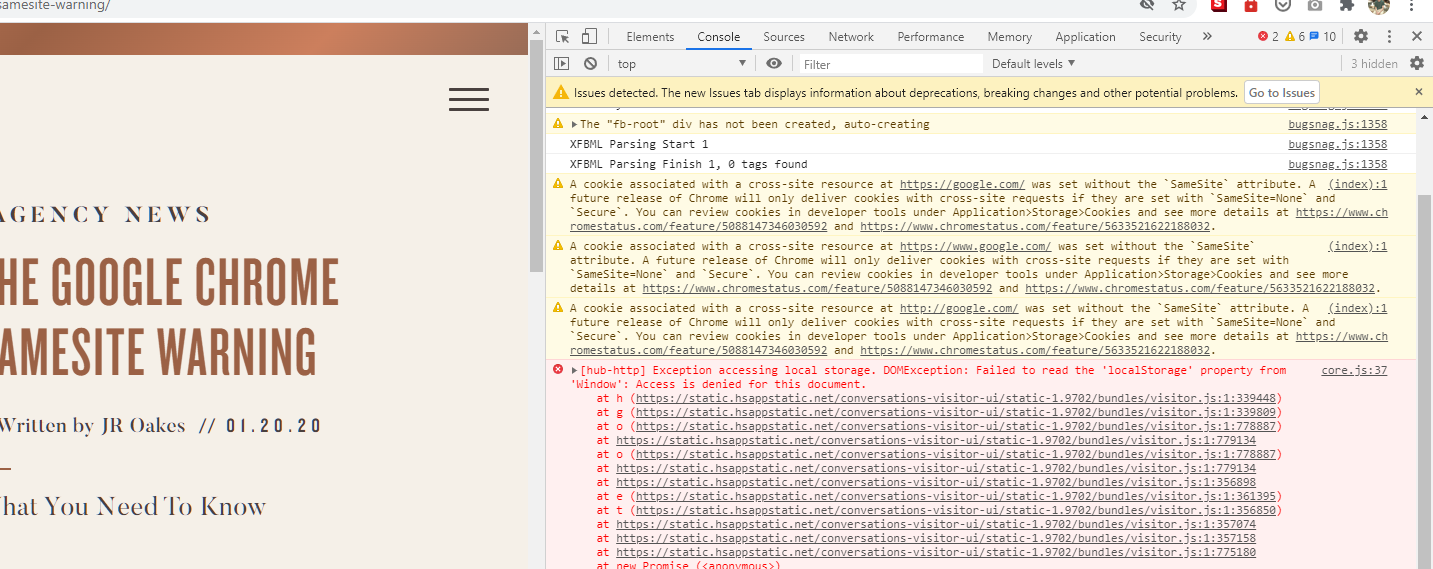 samesite-warning/
Elements Console Sources Network Performance Memory Application Security » 2 6 10
top Filter Default levels ▼ 3 hidden
Issues detected. The new Issues tab displays information about deprecations, breaking changes and other potential problems. Go to Issues
The "fb-root" div has not been created, auto-creating bugsnag.js:1358
XFBML Parsing Start 1 bugsnag.js:1358
XFBML Parsing Finish 1, 0 tags found bugsnag.js:1358
A cookie associated with a cross-site resource at https://google.com/ was set without the `SameSite` attribute. A (index):1
future release of Chrome will only deliver cookies with cross-site requests if they are set with `SameSite=None` and
`Secure`. You can review cookies in developer tools under Application>Storage>Cookies and see more details at https://www.ch
romestatus.com/feature/5088147346030592 and https://www.chromestatus.com/feature/5633521622188032.
A cookie associated with a cross-site resource at https://www.google.com/ was set without the `SameSite` (index):1
attribute. A future release of Chrome will only deliver cookies with cross-site requests if they are set with
`SameSite=None` and `Secure`. You can review cookies in developer tools under Application>Storage>Cookies and see more
details at https://www.chromestatus.com/feature/5088147346030592 and https://www.chromestatus.com/feature/5633521622188032.
A cookie associated with a cross-site resource at http://google.com/ was set without the `SameSite` attribute. A (index):1
future release of Chrome will only deliver cookies with cross-site requests if they are set with `SameSite=None` and
`Secure`. You can review cookies in developer tools under Application>Storage>Cookies and see more details at https://www.ch
romestatus.com/feature/5088147346030592 and https://www.chromestatus.com/feature/5633521622188032.
[hub-http] Exception accessing local storage. DOMException: Failed to read the 'localStorage' property from core.js:37
'Window': Access is denied for this document.
at h (https://static.hsappstatic.net/conversations-visitor-ui/static-1.9702/bundles/visitor.js:1:339448)
at g (https://static.hsappstatic.net/conversations-visitor-ui/static-1.9702/bundles/visitor.js:1:339809)
at o (https://static.hsappstatic.net/conversations-visitor-ui/static-1.9702/bundles/visitor.js:1:778887)
at https://static.hsappstatic.net/conversations-visitor-ui/static-1.9702/bundles/visitor.js:1:779134
at o (https://static.hsappstatic.net/conversations-visitor-ui/static-1.9702/bundles/visitor.js:1:778887)
at https://static.hsappstatic.net/conversations-visitor-ui/static-1.9702/bundles/visitor.js:1:779134
at https://static.hsappstatic.net/conversations-visitor-ui/static-1.9702/bundles/visitor.js:1:356898
at e (https://static.hsappstatic.net/conversations-visitor-ui/static-1.9702/bundles/visitor.js:1:361395)
at t (https://static.hsappstatic.net/conversations-visitor-ui/static-1.9702/bundles/visitor.js:1:356850)
at https://static.hsappstatic.net/conversations-visitor-ui/static-1.9702/bundles/visitor.js:1:357074
at https://static.hsappstatic.net/conversations-visitor-ui/static-1.9702/bundles/visitor.js:1:357158
at https://static.hsappstatic.net/conversations-visitor-ui/static-1.9702/bundles/visitor.js:1:775180
at new Promise (<anonymous>)
AGENCY NEWS
HE GOOGLE CHROME
AMESITE WARNING
Written by JR Oakes // 01.20.20
hat You Need To Know